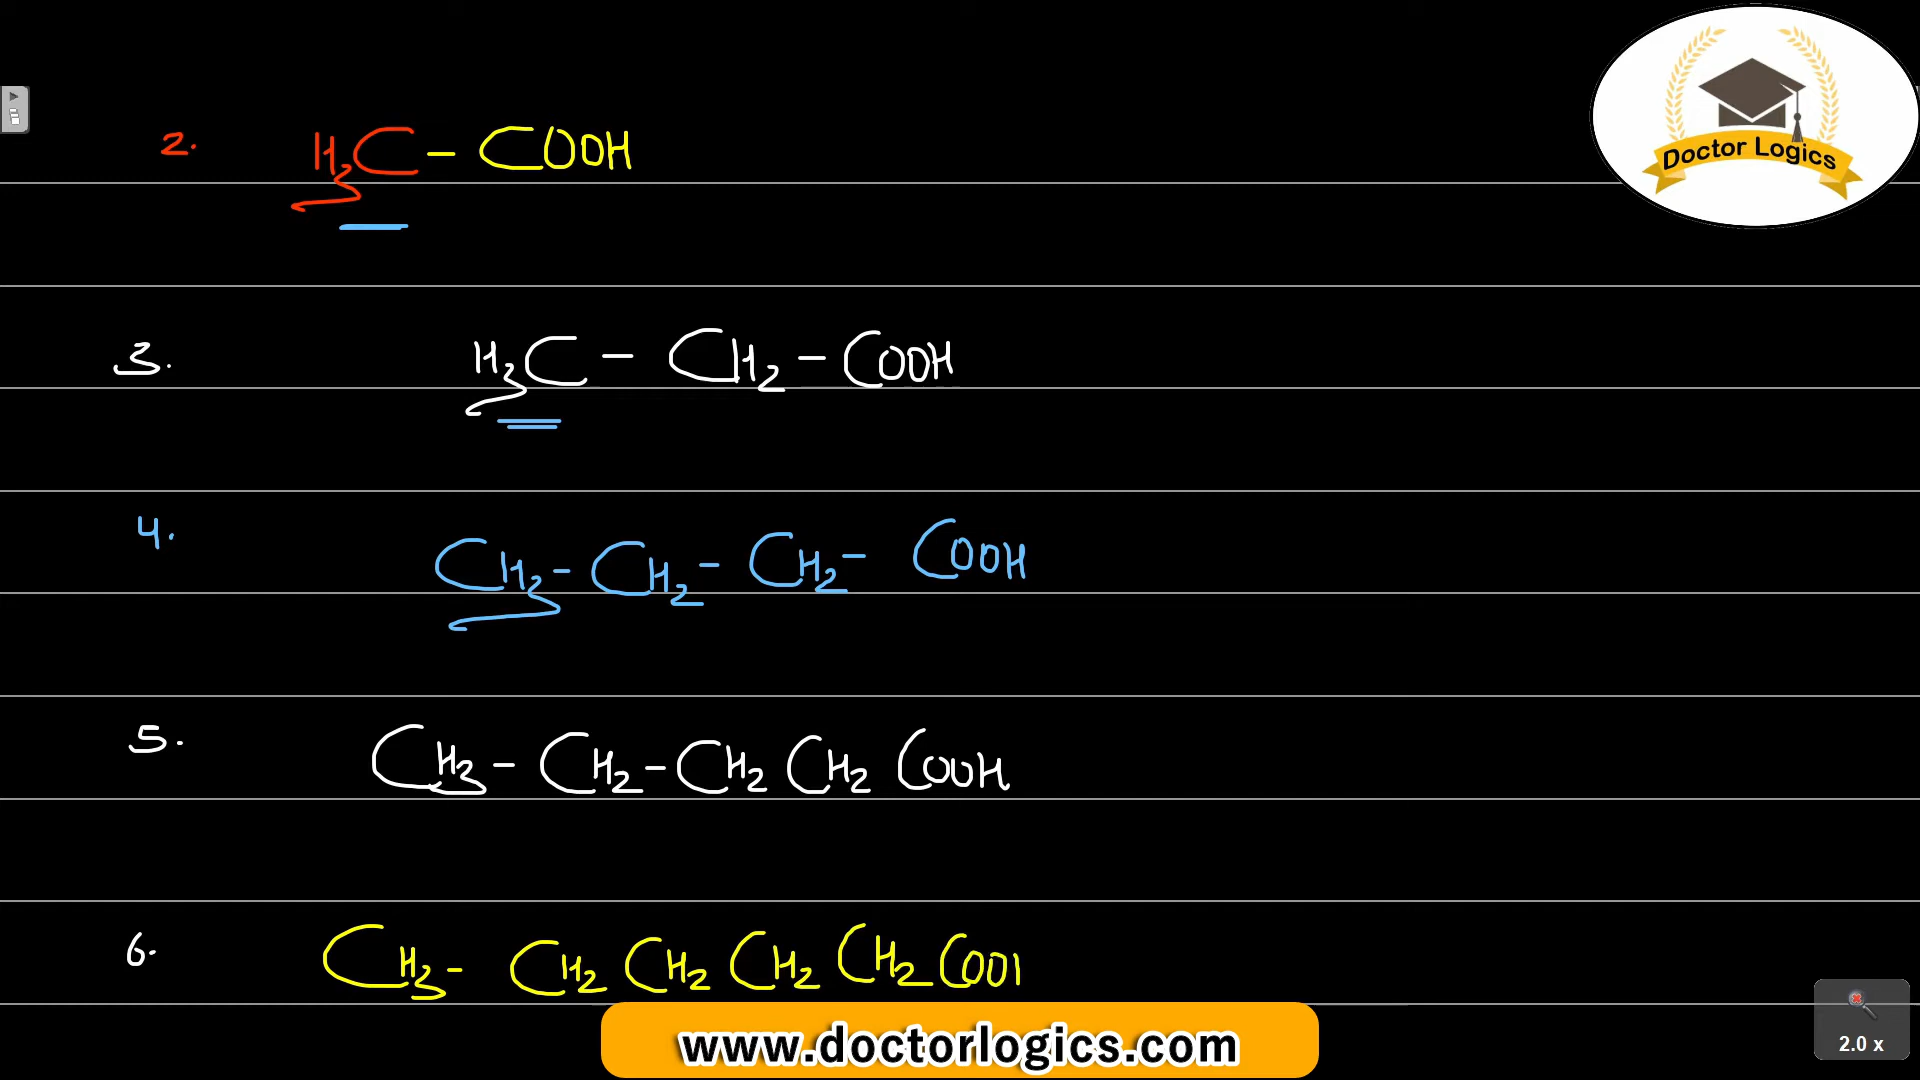 Doctor Logics
2. H₃C - COOH
3. H₃C - CH₂ - COOH
4. CH₃ - CH₂ - CH₂ - COOH
5. CH₃ - CH₂ - CH₂ CH₂ COOH
6. CH₃ - CH₂ CH₂ CH₂ CH₂ COOI
www.doctorlogics.com
2.0 x